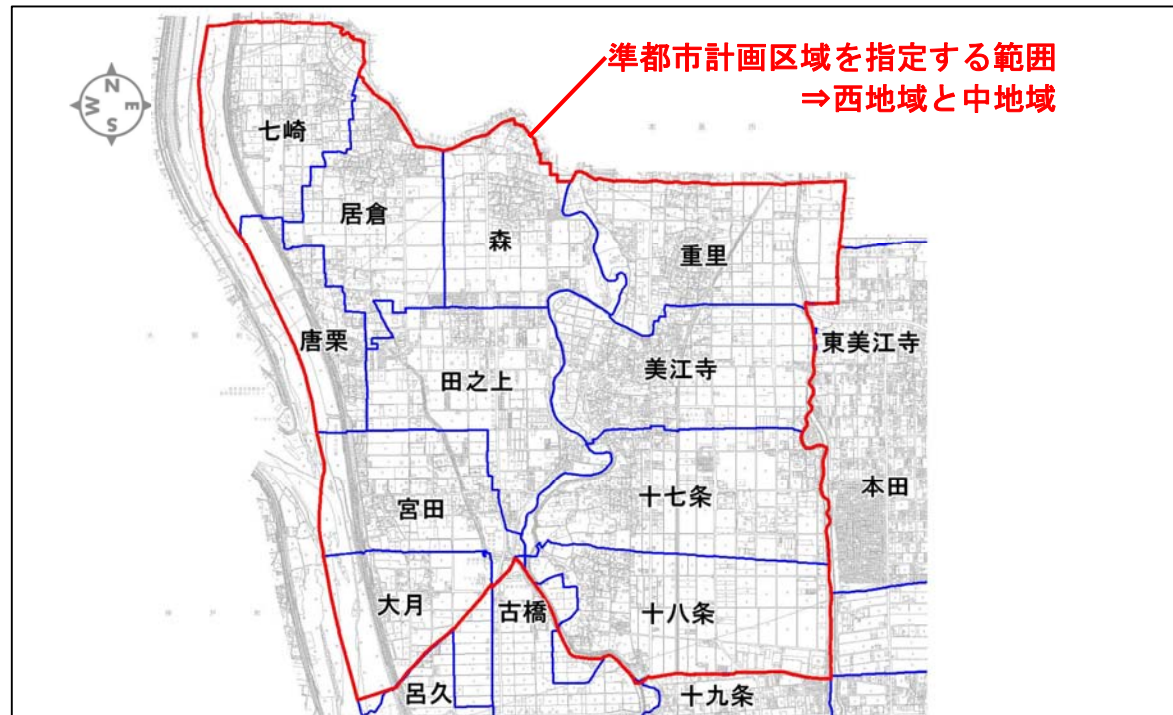 準都市計画区域を指定する範囲
⇒西地域と中地域
N
E
W
S
七崎
居倉
森
重里
唐栗
田之上
美江寺
東美江寺
宮田
十七条
本田
大月
古橋
十八条
呂久
十九条